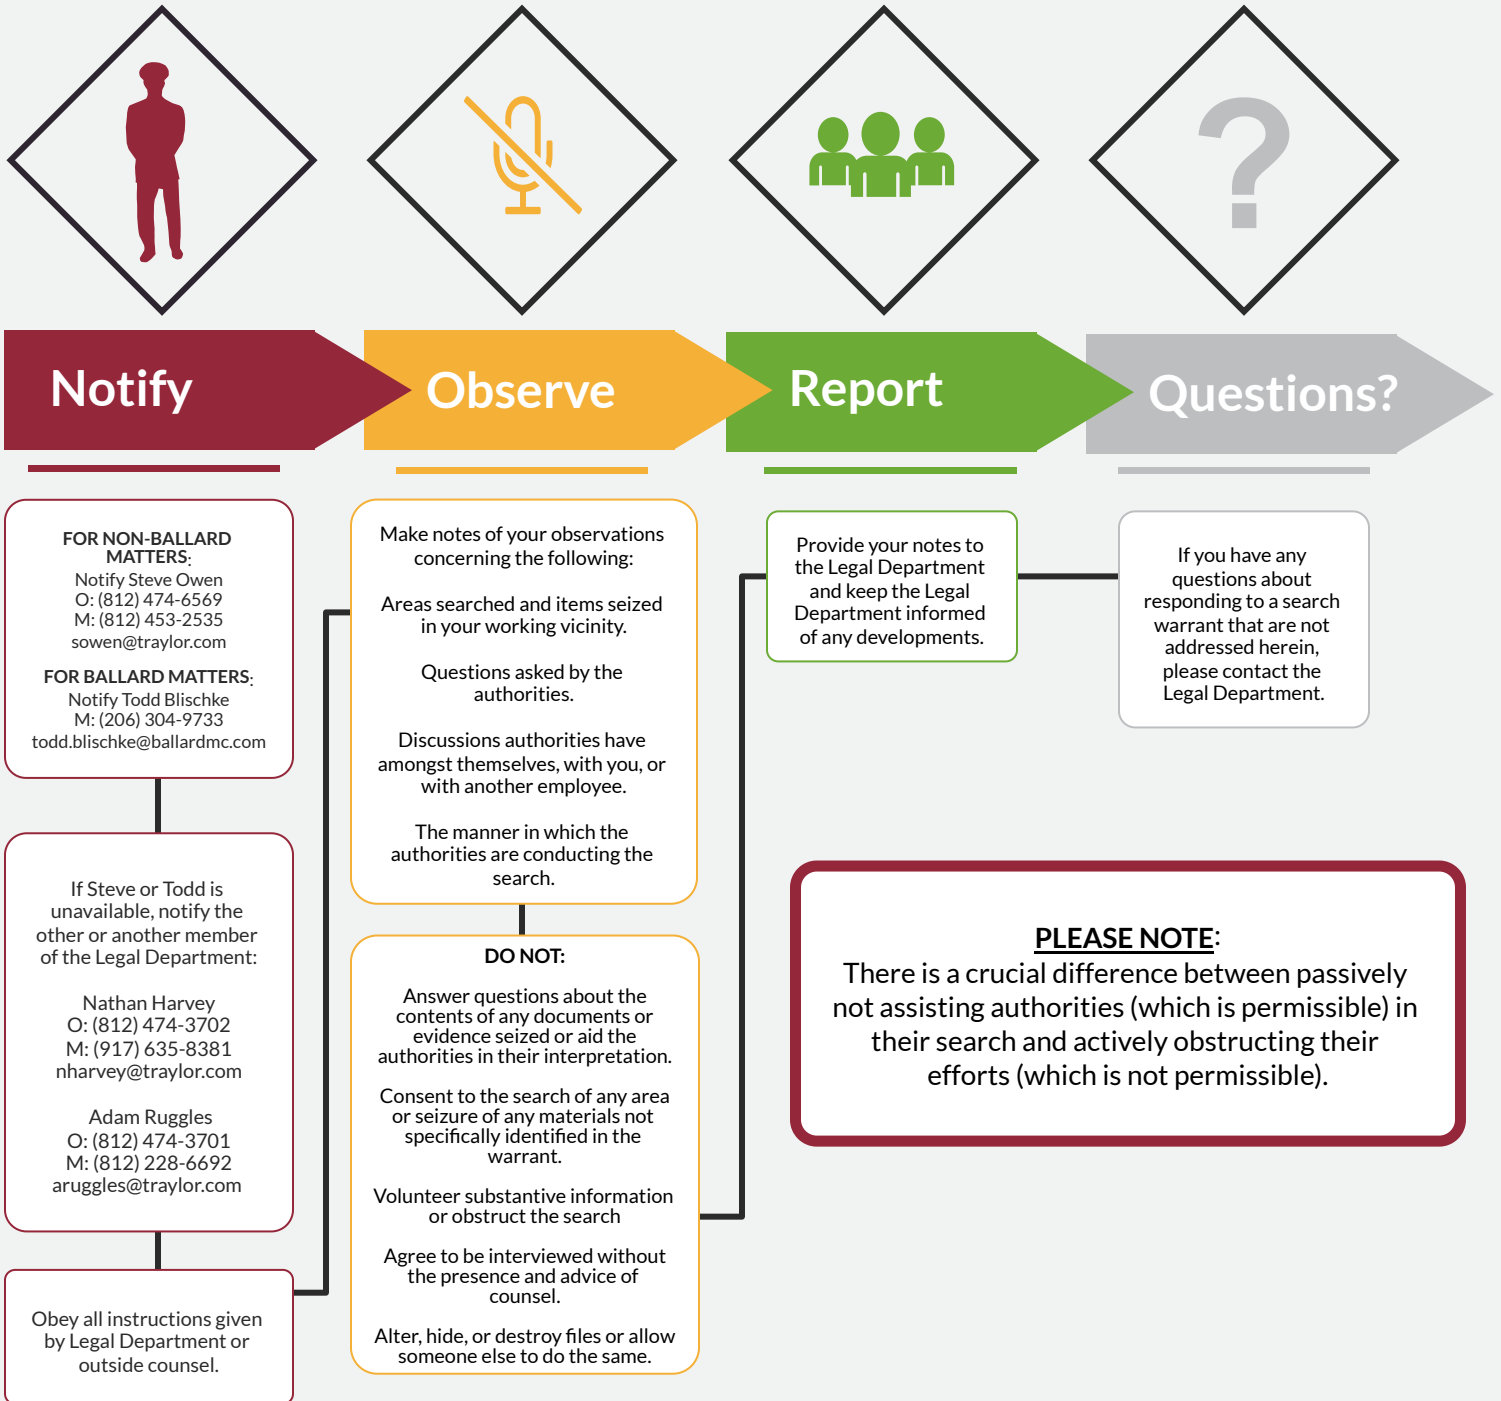 Notify
Observe
Report
Questions?
FOR NON-BALLARD
MATTERS:
Notify Steve Owen
O: (812) 474-6569
M: (812) 453-2535
sowen@traylor.com
FOR BALLARD MATTERS:
Notify Todd Blischke
M: (206) 304-9733
todd.blischke@ballardmc.com
If Steve or Todd is
unavailable, notify the
other or another member
of the Legal Department:
Nathan Harvey
O: (812) 474-3702
M: (917) 635-8381
nharvey@traylor.com
Adam Ruggles
O: (812) 474-3701
M: (812) 228-6692
aruggles@traylor.com
Obey all instructions given
by Legal Department or
outside counsel.
Make notes of your observations
concerning the following:
Areas searched and items seized
in your working vicinity.
Questions asked by the
authorities.
Discussions authorities have
amongst themselves, with you, or
with another employee.
The manner in which the
authorities are conducting the
search.
DO NOT:
Answer questions about the
contents of any documents or
evidence seized or aid the
authorities in their interpretation.
Consent to the search of any area
or seizure of any materials not
specifically identified in the
warrant.
Volunteer substantive information
or obstruct the search
Agree to be interviewed without
the presence and advice of
counsel.
Alter, hide, or destroy files or allow
someone else to do the same.
Provide your notes to
the Legal Department
and keep the Legal
Department informed
of any developments.
If you have any
questions about
responding to a search
warrant that are not
addressed herein,
please contact the
Legal Department.
PLEASE NOTE:
There is a crucial difference between passively
not assisting authorities (which is permissible) in
their search and actively obstructing their
efforts (which is not permissible).